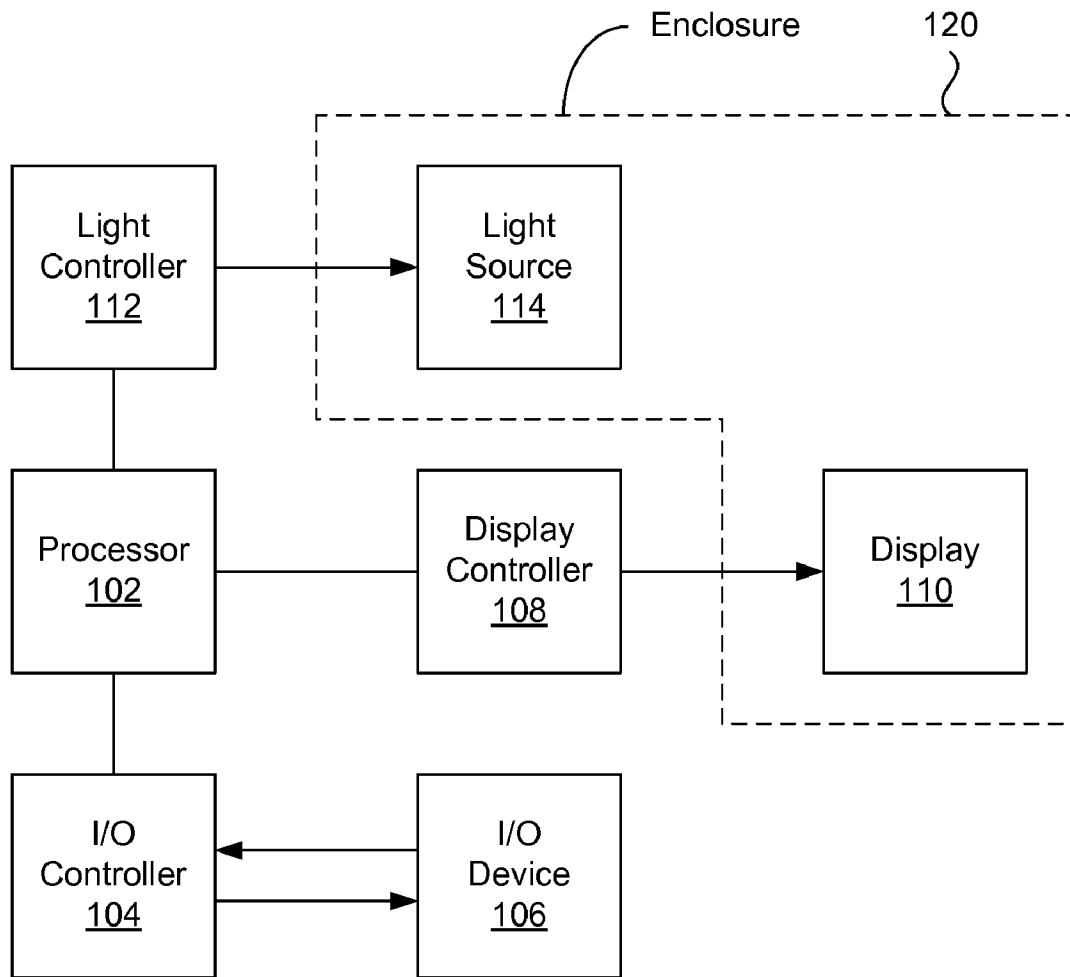 Enclosure 120
Light
Controller
112
Light
Source
114
Processor
102
Display
Controller
108
Display
110
I/O
Controller
104
I/O
Device
106